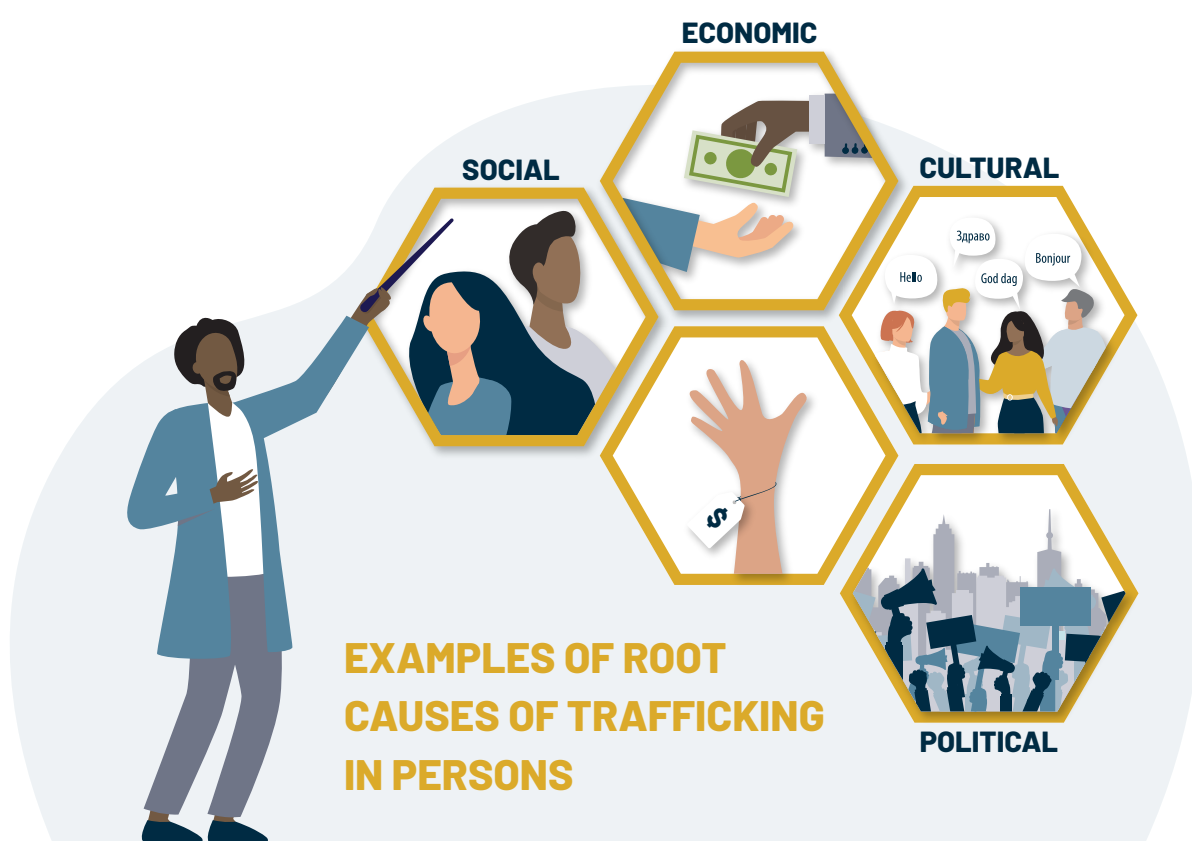 ECONOMIC
SOCIAL
CULTURAL
Здраво
Hello
God dag
Bonjour
$
EXAMPLES OF ROOT
CAUSES OF TRAFFICKING
IN PERSONS
POLITICAL